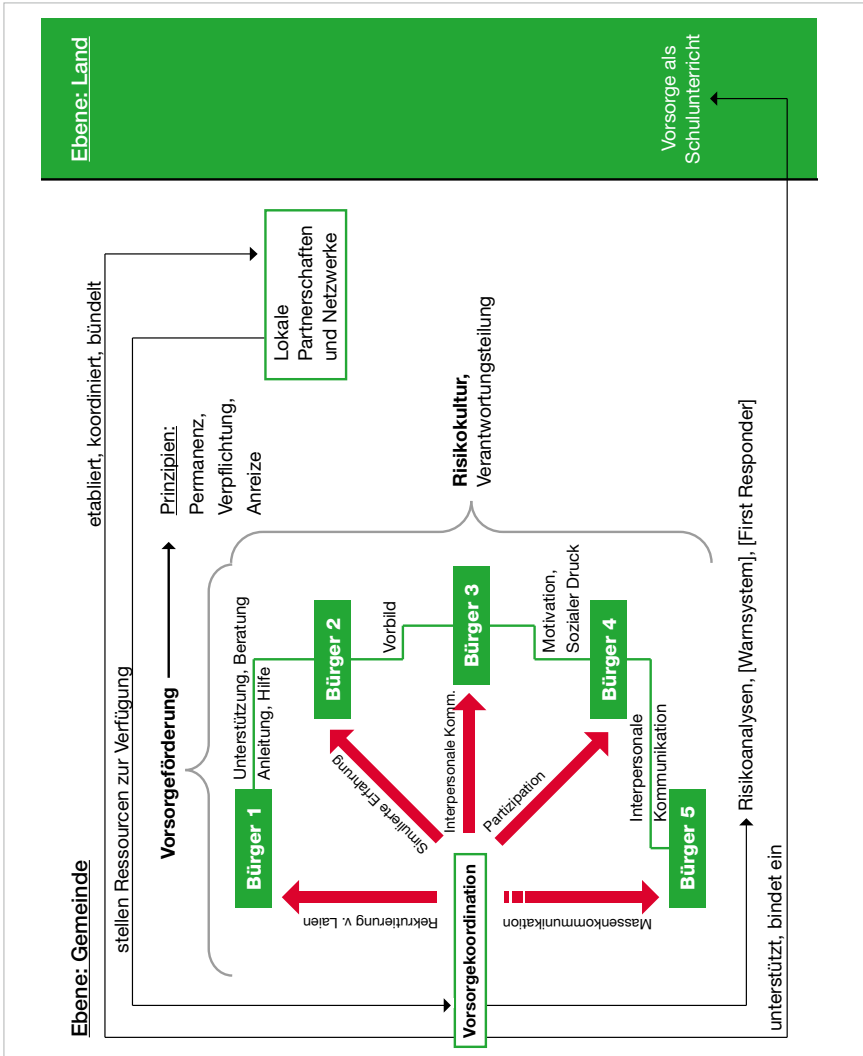 Ebene: Gemeinde
Ebene: Land
etabliert, koordiniert, bündelt
stellen Ressourcen zur Verfügung
Vorsorgeförderung
Prinzipien:
Permanenz,
Verpflichtung,
Anreize
Lokale
Partnerschaften
und Netzwerke
Bürger 1
Unterstützung, Beratung
Anleitung, Hilfe
Bürger 2
Vorbild
Bürger 3
Motivation,
Sozialer Druck
Bürger 4
Interpersonale
Kommunikation
Bürger 5
Rekrutierung v. Laien
Simulierte Erfahrung
Interpersonale Komm.
Partizipation
Massenkommunikation
Vorsorgekoordination
Risikokultur,
Verantwortungsteilung
Risikoanalysen, [Warnsystem], [First Responder]
unterstützt, bindet ein
Vorsorge als
Schulunterricht